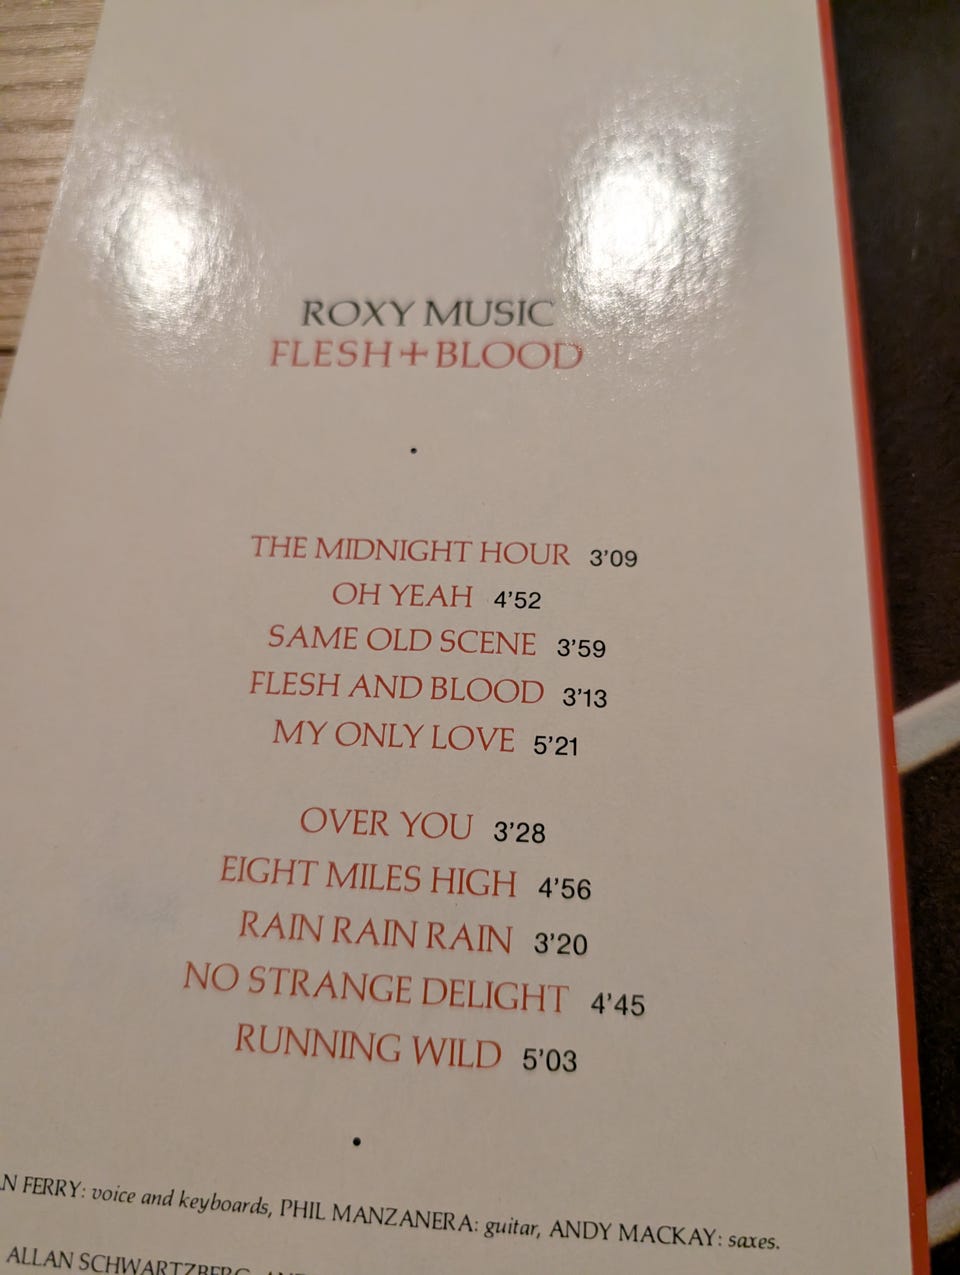 ROXY MUSIC
FLESH+BLOOD
THE MIDNIGHT HOUR 3'09
OH YEAH 4'52
SAME OLD SCENE 3'59
FLESH AND BLOOD 3'13
MY ONLY LOVE 5'21
OVER YOU 3'28
EIGHT MILES HIGH 4'56
RAIN RAIN RAIN 3'20
NO STRANGE DELIGHT 4'45
RUNNING WILD 5'03
N FERRY: voice and keyboards, PHIL MANZANERA: guitar, ANDY MACKAY: saxes.
ALLAN SCHWARTZBERG,